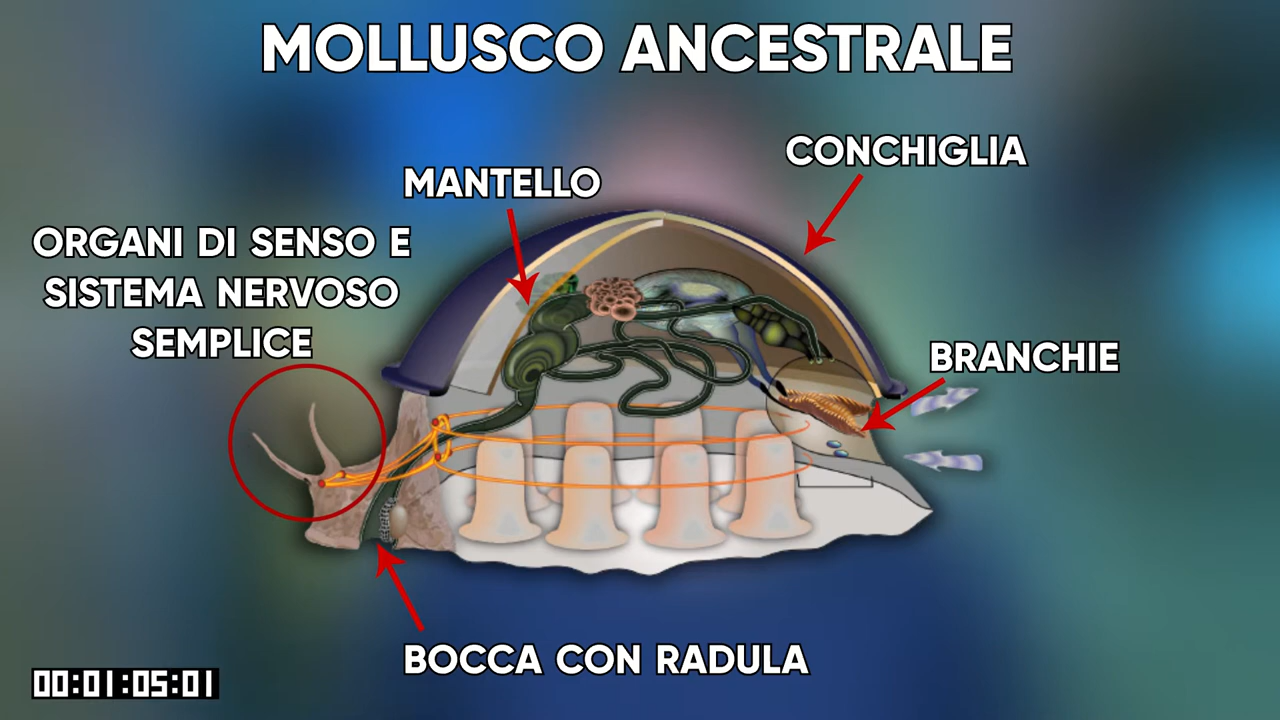 MOLLUSCO ANCESTRALE
CONCHIGLIA
MANTELLO
ORGANI DI SENSO E
SISTEMA NERVOSO
SEMPLICE
BRANCHIE
BOCCA CON RADULA
00:01:05:01